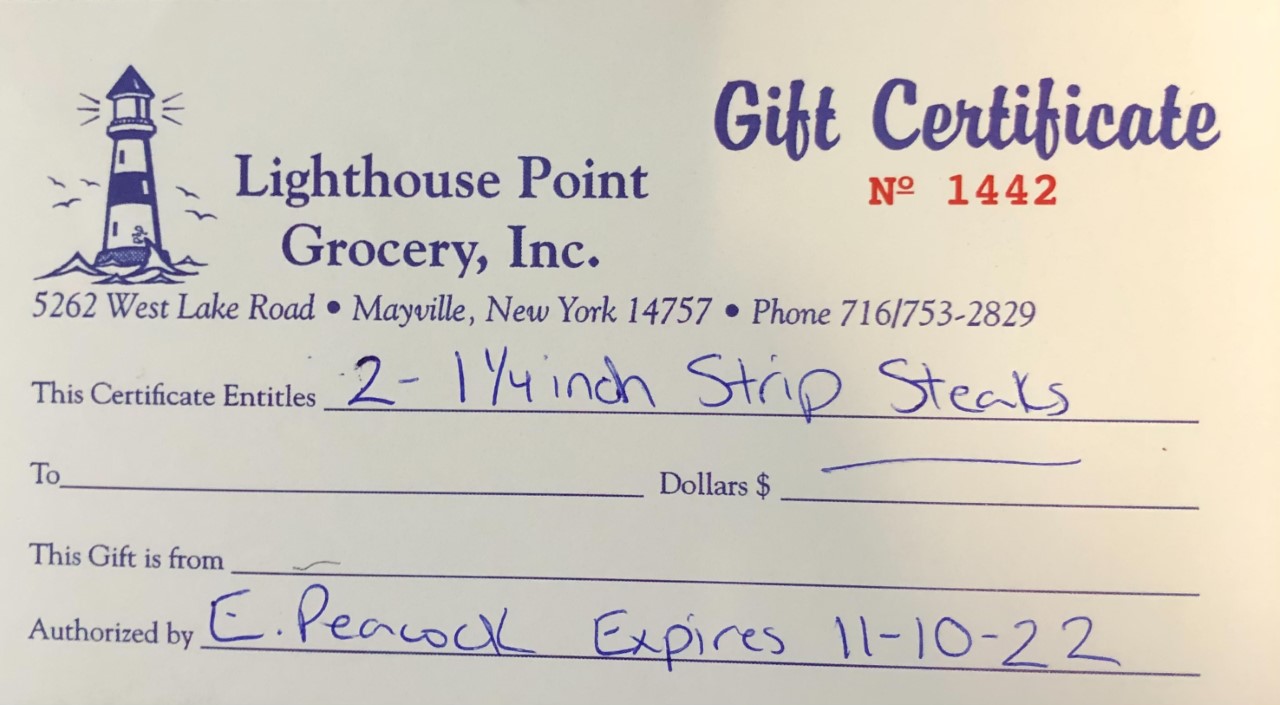 Gift Certificate
Nº 1442
Lighthouse Point
Grocery, Inc.
5262 West Lake Road • Mayville, New York 14757 • Phone 716/753-2829
This Certificate Entitles 2- 1 1/4 inch Strip Steaks
To Dollars $
This Gift is from
Authorized by E. Peacock Expires 11-10-22